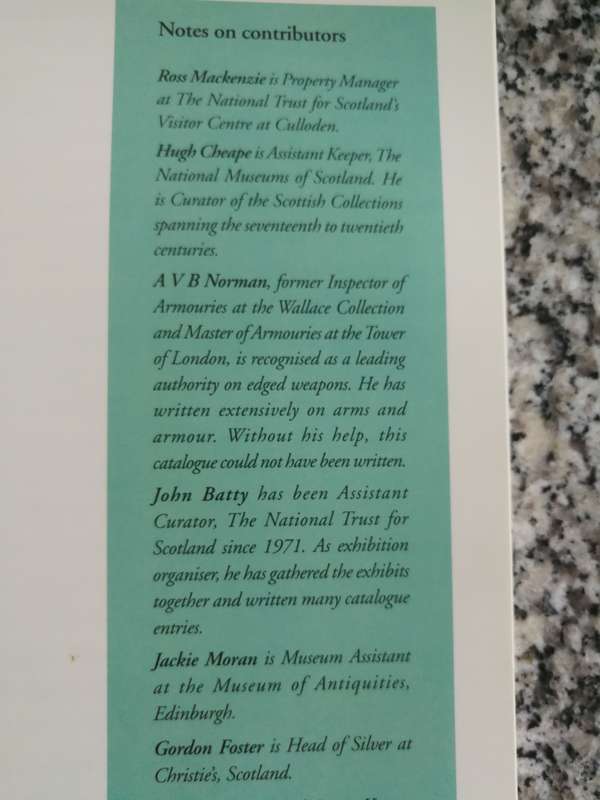 Notes on contributors
Ross Mackenzie is Property Manager
at The National Trust for Scotland's
Visitor Centre at Culloden.
Hugh Cheape is Assistant Keeper, The
National Museums of Scotland. He
is Curator of the Scottish Collections
spanning the seventeenth to twentieth
centuries.
A V B Norman, former Inspector of
Armouries at the Wallace Collection
and Master of Armouries at the Tower
of London, is recognised as a leading
authority on edged weapons. He has
written extensively on arms and
armour. Without his help, this
catalogue could not have been written.
John Batty has been Assistant
Curator, The National Trust for
Scotland since 1971. As exhibition
organiser, he has gathered the exhibits
together and written many catalogue
entries.
Jackie Moran is Museum Assistant
at the Museum of Antiquities,
Edinburgh.
Gordon Foster is Head of Silver at
Christie's, Scotland.